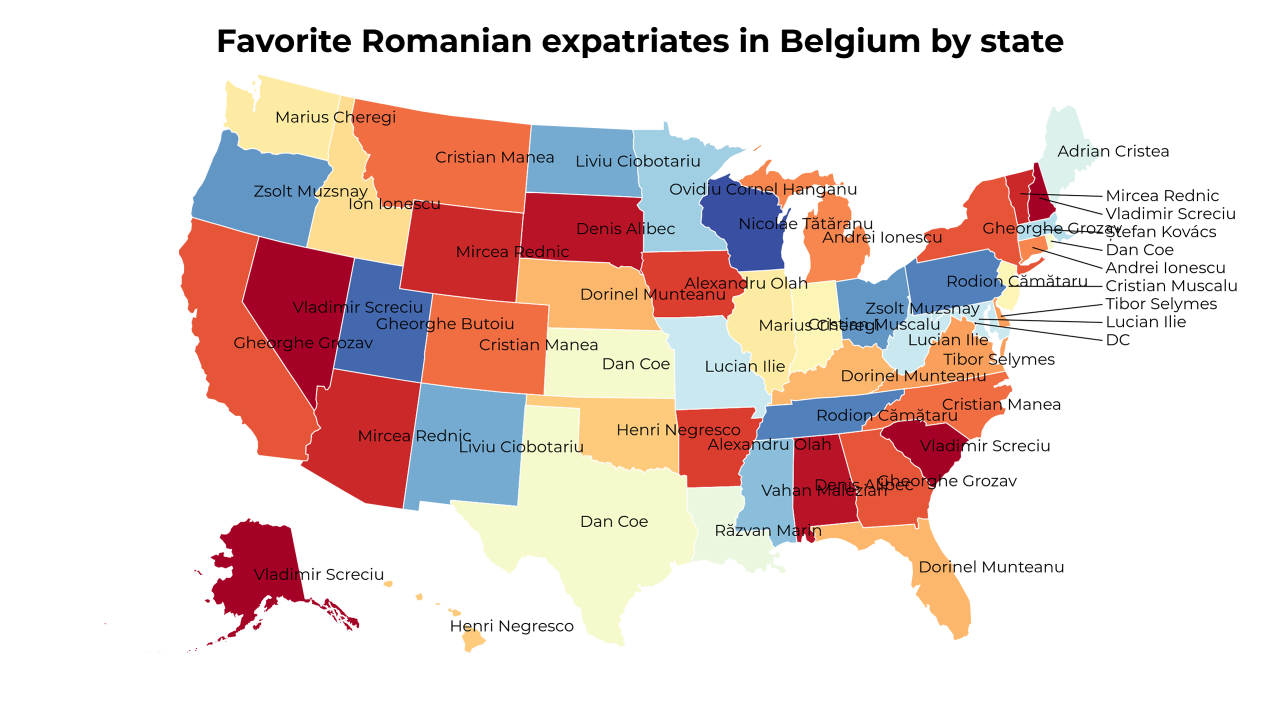 Favorite Romanian expatriates in Belgium by state
Marius Cheregi
Cristian Manea
Liviu Ciobotariu
Adrian Cristea
Zsolt Muzsnay
Ion Ionescu
Ovidiu Cornel Hanganu
Mircea Rednic
Vladimir Screciu
Nicolae Tătăranu
Denis Alibec
Gheorghe Grozav
Ștefan Kovács
Andrei Ionescu
Dan Coe
Mircea Rednic
Andrei Ionescu
Rodion Cămătaru
Cristian Muscalu
Alexandru Olah
Dorinel Munteanu
Tibor Selymes
Vladimir Screciu
Zsolt Muzsnay
Lucian Ilie
Gheorghe Butoiu
Marius Cheregi
Cristian Muscalu
DC
Gheorghe Grozav
Cristian Manea
Lucian Ilie
Tibor Selymes
Dan Coe
Lucian Ilie
Dorinel Munteanu
Cristian Manea
Rodion Cămătaru
Henri Negresco
Mircea Rednic
Liviu Ciobotariu
Alexandru Olah
Vladimir Screciu
Gheorghe Grozav
Denis Alibec
Vahan Malezian
Dan Coe
Răzvan Marin
Dorinel Munteanu
Vladimir Screciu
Henri Negresco